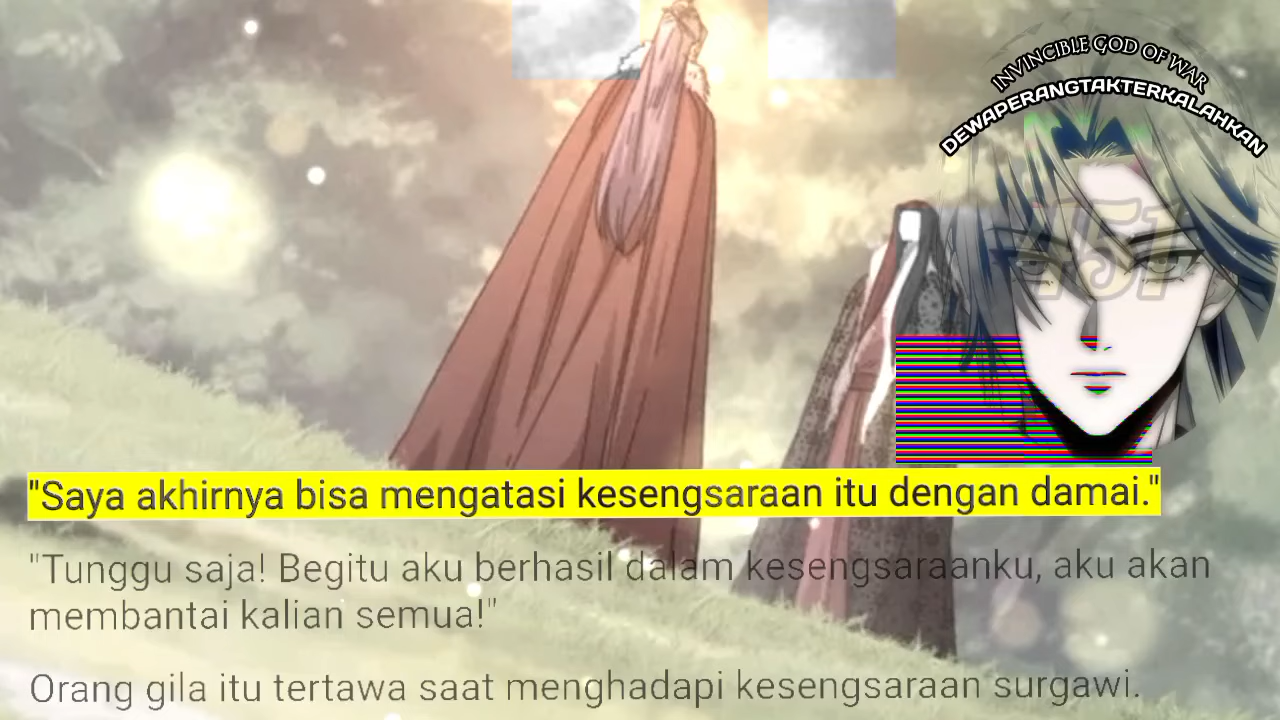 INVINCIBLE GOD OF WAR
DEWAPERANGTAKTERKALAHKAN
451
"Saya akhirnya bisa mengatasi kesengsaraan itu dengan damai."
"Tunggu saja! Begitu aku berhasil dalam kesengsaraanku, aku akan
membantai kalian semua!"
Orang gila itu tertawa saat menghadapi kesengsaraan surgawi.